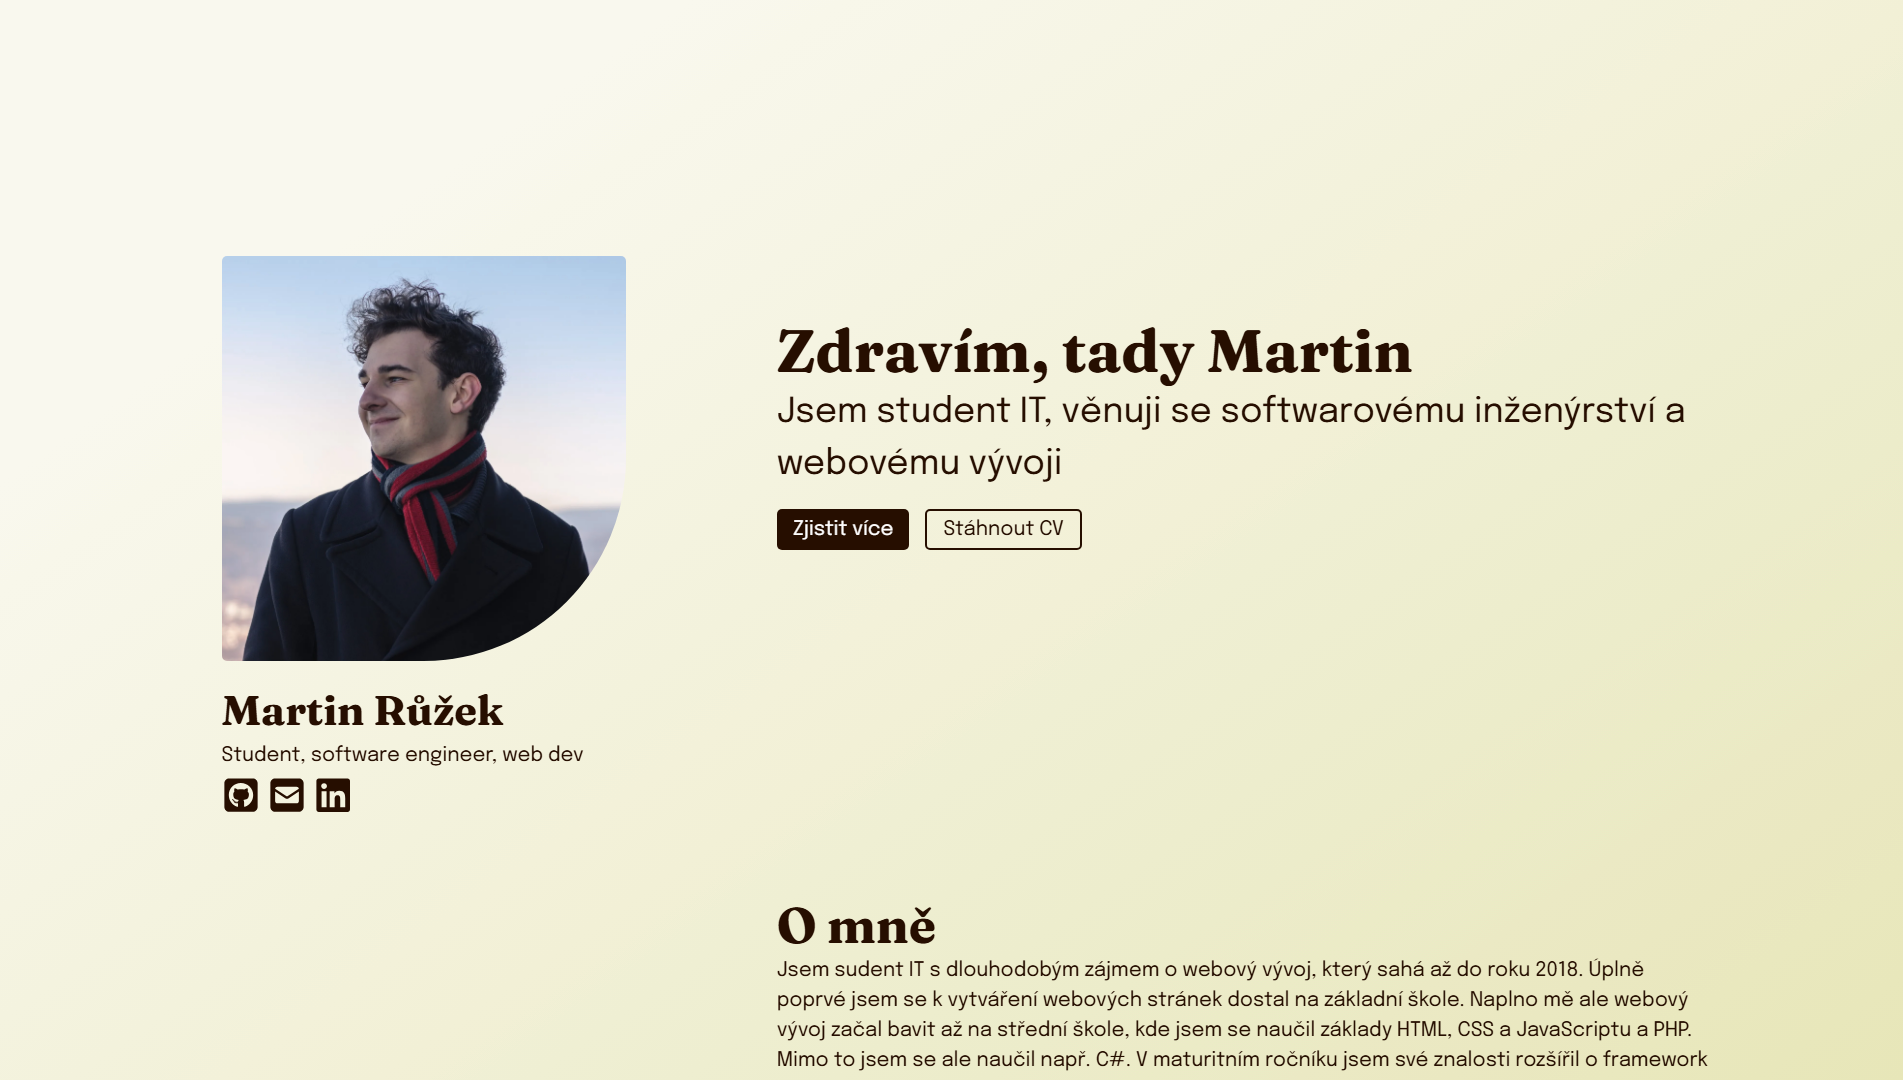 Zdravím, tady Martin
Jsem student IT, věnuji se softwarovému inženýrství a
webovému vývoji
Zjistit více
Stáhnout CV
Martin Růžek
Student, software engineer, web dev
O mně
Jsem sudent IT s dlouhodobým zájmem o webový vývoj, který sahá až do roku 2018. Úplně
poprvé jsem se k vytváření webových stránek dostal na základní škole. Naplno mě ale webový
vývoj začal bavit až na střední škole, kde jsem se naučil základy HTML, CSS a JavaScriptu a PHP.
Mimo to jsem se ale naučil např. C#. V maturitním ročníku jsem své znalosti rozšířil o framework